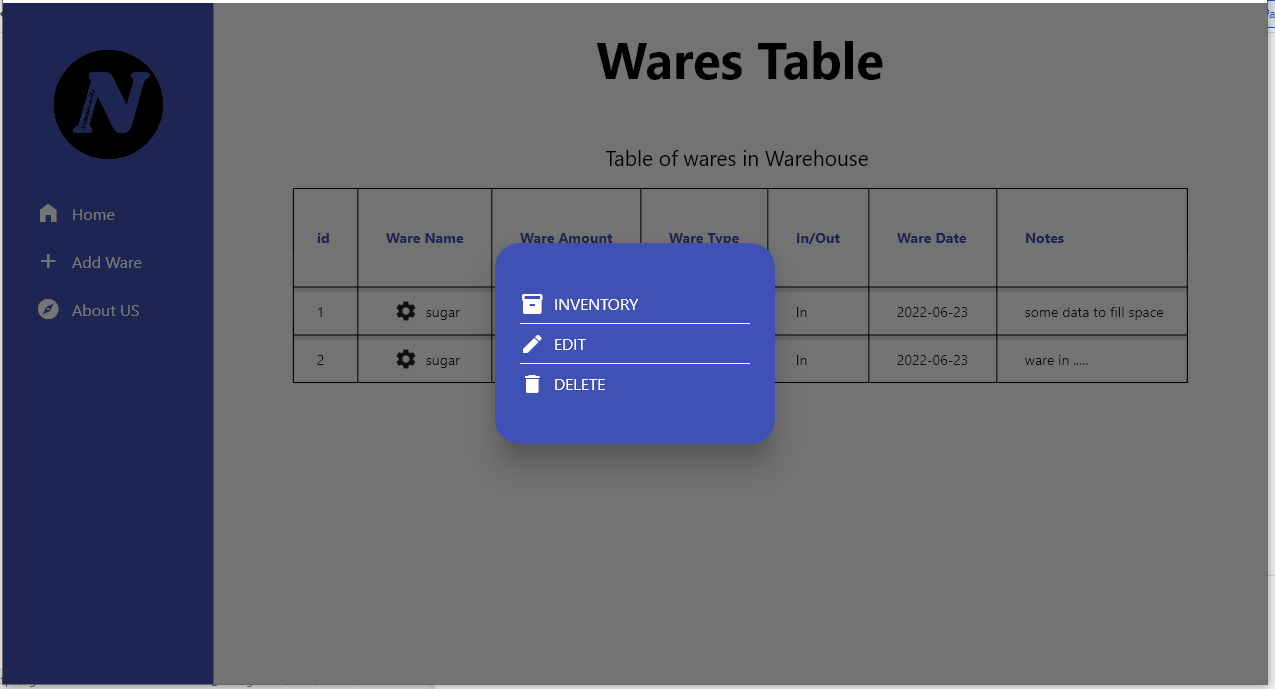 Wares Table
N
Home
Add Ware
About US
Table of wares in Warehouse
id Ware Name Ware Amount Ware Type In/Out Ware Date Notes
1 sugar In 2022-06-23 some data to fill space
2 sugar In 2022-06-23 ware in .....
INVENTORY
EDIT
DELETE